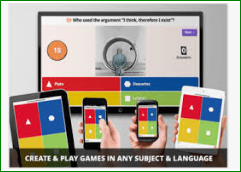 Who used the argument "I think, therefore I exist"?
15
0
Answers
Plato
Descartes
CREATE & PLAY GAMES IN ANY SUBJECT & LANGUAGE